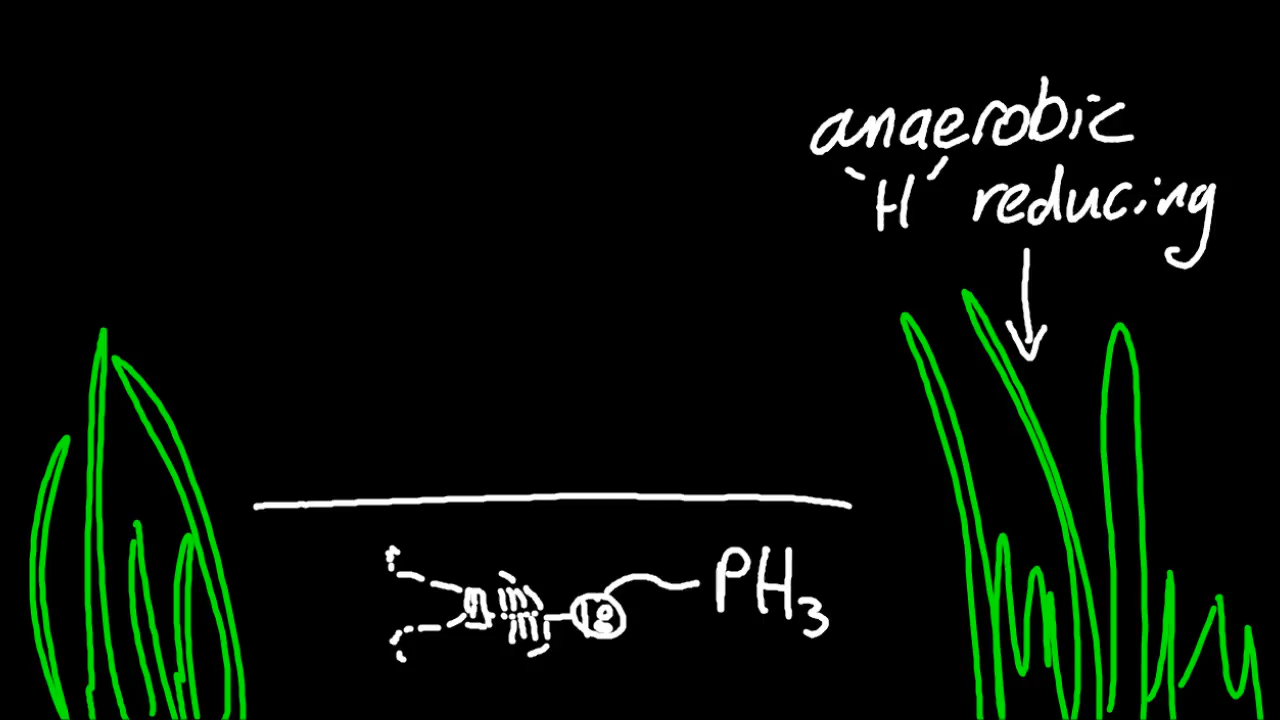 anaerobic
`H´ reducing
PH₃